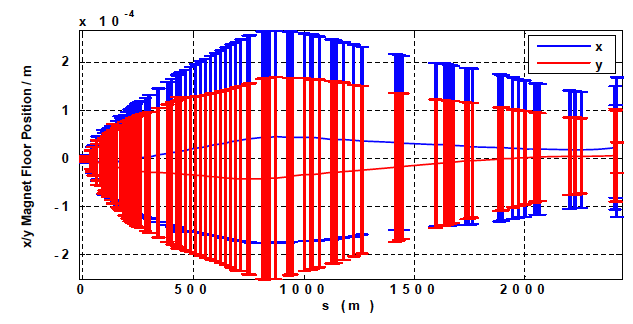 x 10-4
x
y
2
1
0
-1
-2
x/y Magnet Floor Position / m
0 500 1000 1500 2000
s (m)